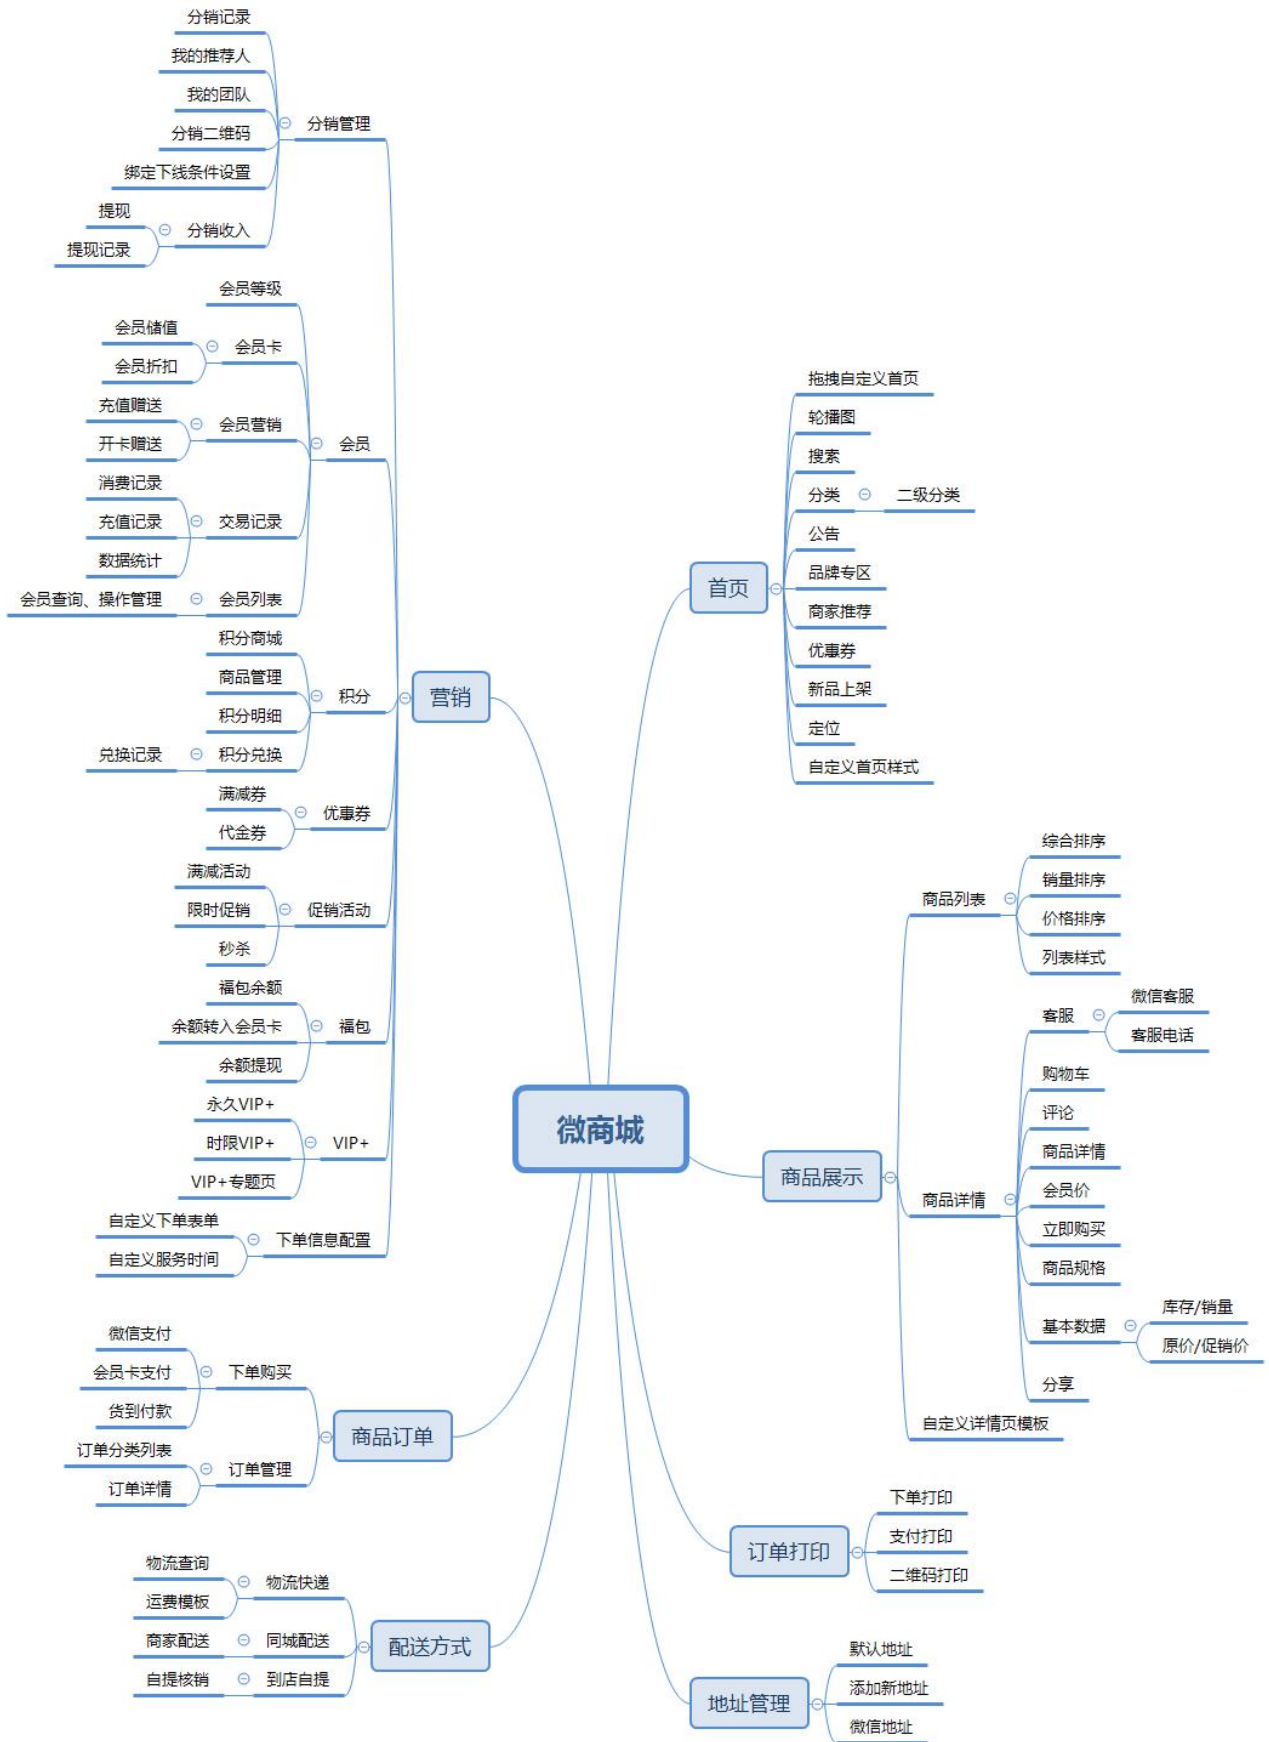 微商城
首页
拖拽自定义首页
轮播图
搜索
分类
二级分类
公告
品牌专区
商家推荐
优惠券
新品上架
定位
自定义首页样式
商品展示
商品列表
综合排序
销量排序
价格排序
列表样式
商品详情
客服
微信客服
客服电话
购物车
评论
商品详情
会员价
立即购买
商品规格
基本数据
库存/销量
原价/促销价
分享
自定义详情页模板
订单打印
下单打印
支付打印
二维码打印
地址管理
默认地址
添加新地址
微信地址
营销
分销管理
分销记录
我的推荐人
我的团队
分销二维码
绑定下线条件设置
分销收入
提现
提现记录
会员
会员等级
会员卡
会员储值
会员折扣
会员营销
充值赠送
开卡赠送
交易记录
消费记录
充值记录
数据统计
会员列表
会员查询、操作管理
积分
积分商城
商品管理
积分明细
积分兑换
兑换记录
优惠券
满减券
代金券
促销活动
满减活动
限时促销
秒杀
福包
福包余额
余额转入会员卡
余额提现
VIP+
永久VIP+
时限VIP+
VIP+专题页
下单信息配置
自定义下单表单
自定义服务时间
商品订单
下单购买
微信支付
会员卡支付
货到付款
订单管理
订单分类列表
订单详情
配送方式
物流快递
物流查询
运费模板
同城配送
商家配送
到店自提
自提核销